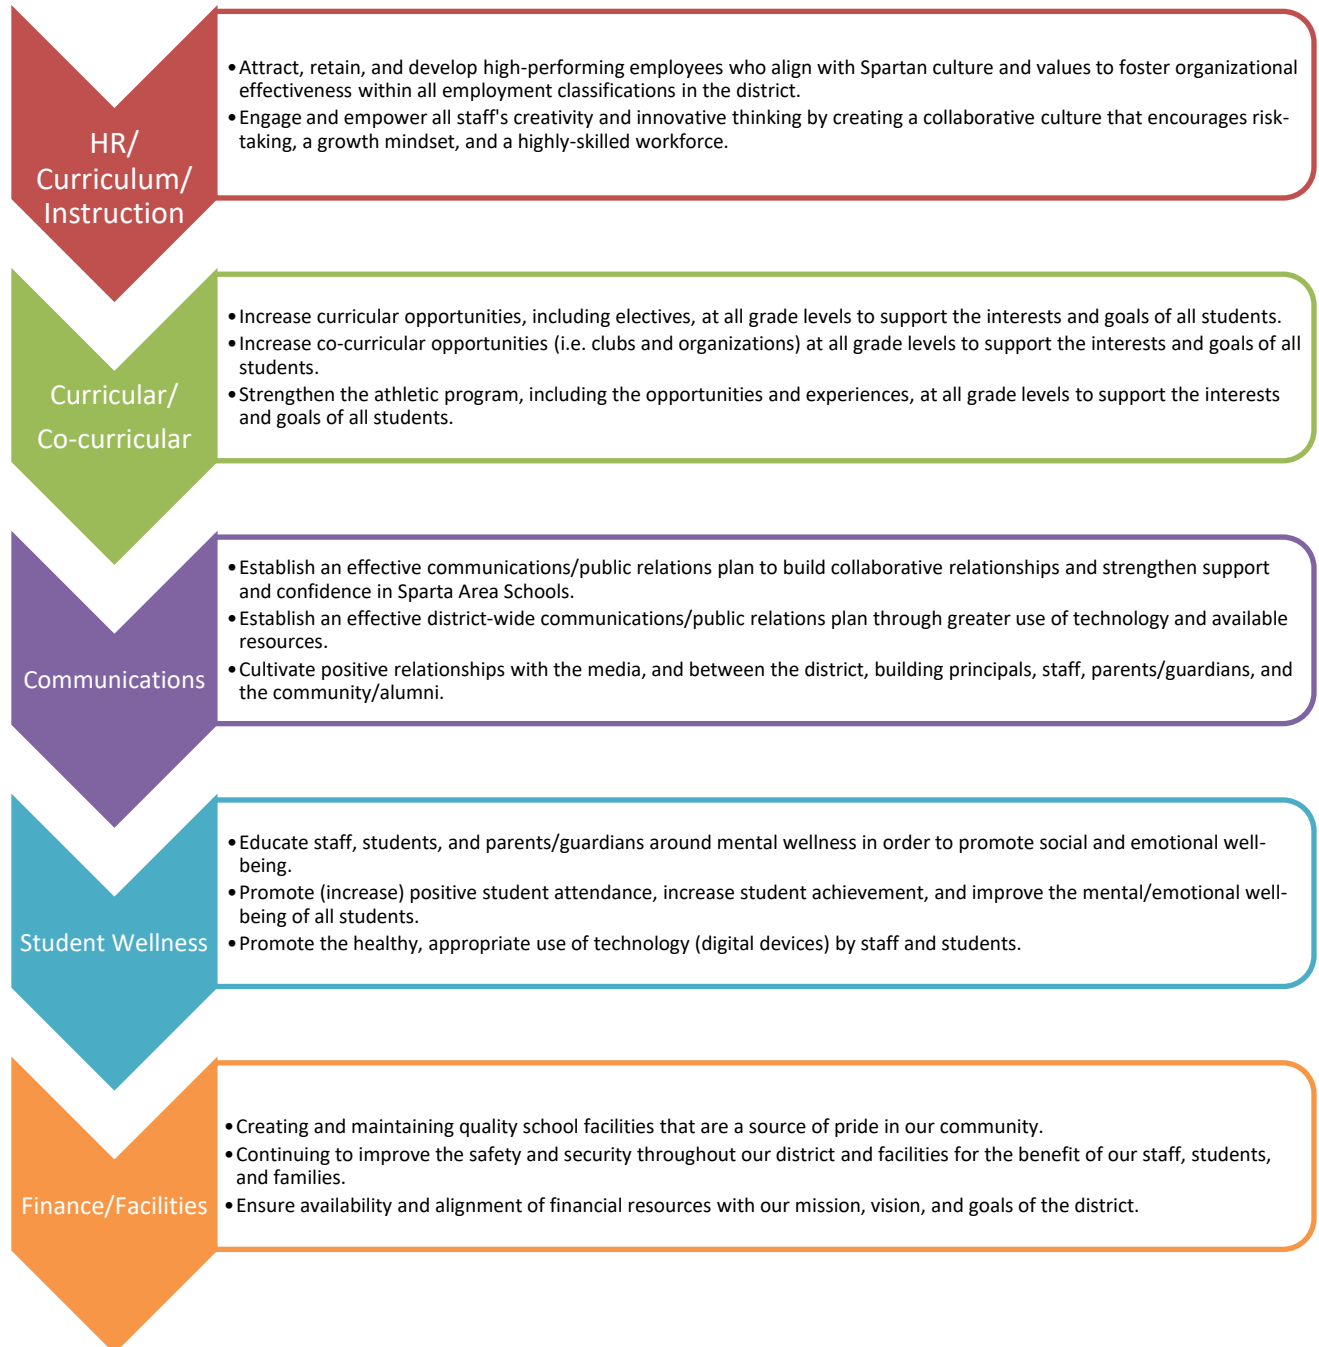 HR/
Curriculum/
Instruction
•Attract, retain, and develop high-performing employees who align with Spartan culture and values to foster organizational
effectiveness within all employment classifications in the district.
•Engage and empower all staff's creativity and innovative thinking by creating a collaborative culture that encourages risk-
taking, a growth mindset, and a highly-skilled workforce.
Curricular/
Co-curricular
•Increase curricular opportunities, including electives, at all grade levels to support the interests and goals of all students.
•Increase co-curricular opportunities (i.e. clubs and organizations) at all grade levels to support the interests and goals of all
students.
•Strengthen the athletic program, including the opportunities and experiences, at all grade levels to support the interests
and goals of all students.
Communications
•Establish an effective communications/public relations plan to build collaborative relationships and strengthen support
and confidence in Sparta Area Schools.
•Establish an effective district-wide communications/public relations plan through greater use of technology and available
resources.
•Cultivate positive relationships with the media, and between the district, building principals, staff, parents/guardians, and
the community/alumni.
Student Wellness
•Educate staff, students, and parents/guardians around mental wellness in order to promote social and emotional well-
being.
•Promote (increase) positive student attendance, increase student achievement, and improve the mental/emotional well-
being of all students.
•Promote the healthy, appropriate use of technology (digital devices) by staff and students.
Finance/Facilities
•Creating and maintaining quality school facilities that are a source of pride in our community.
•Continuing to improve the safety and security throughout our district and facilities for the benefit of our staff, students,
and families.
•Ensure availability and alignment of financial resources with our mission, vision, and goals of the district.